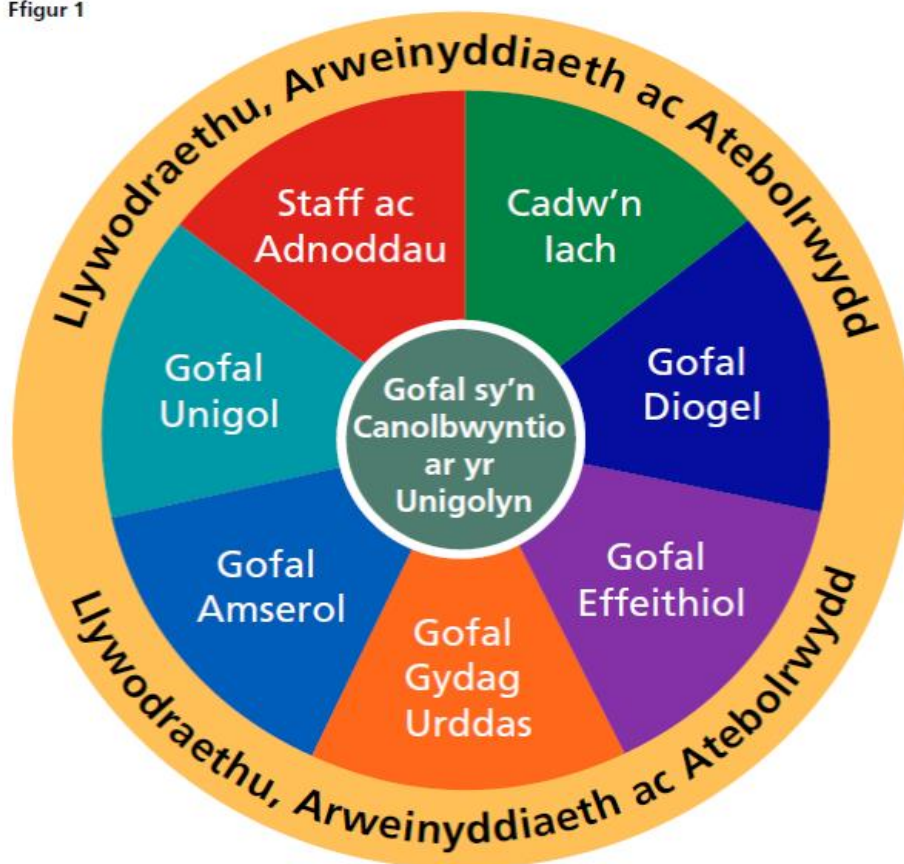 Ffigur 1
Llywodraethu, Arweinyddiaeth ac Atebolrwydd
Staff ac
Adnoddau
Cadw'n
Iach
Gofal
Unigol
Gofal
Diogel
Gofal sy'n
Canolbwyntio
ar yr
Unigolyn
Gofal
Amserol
Gofal
Effeithiol
Gofal
Gydag
Urddas
Llywodraethu, Arweinyddiaeth ac Atebolrwydd